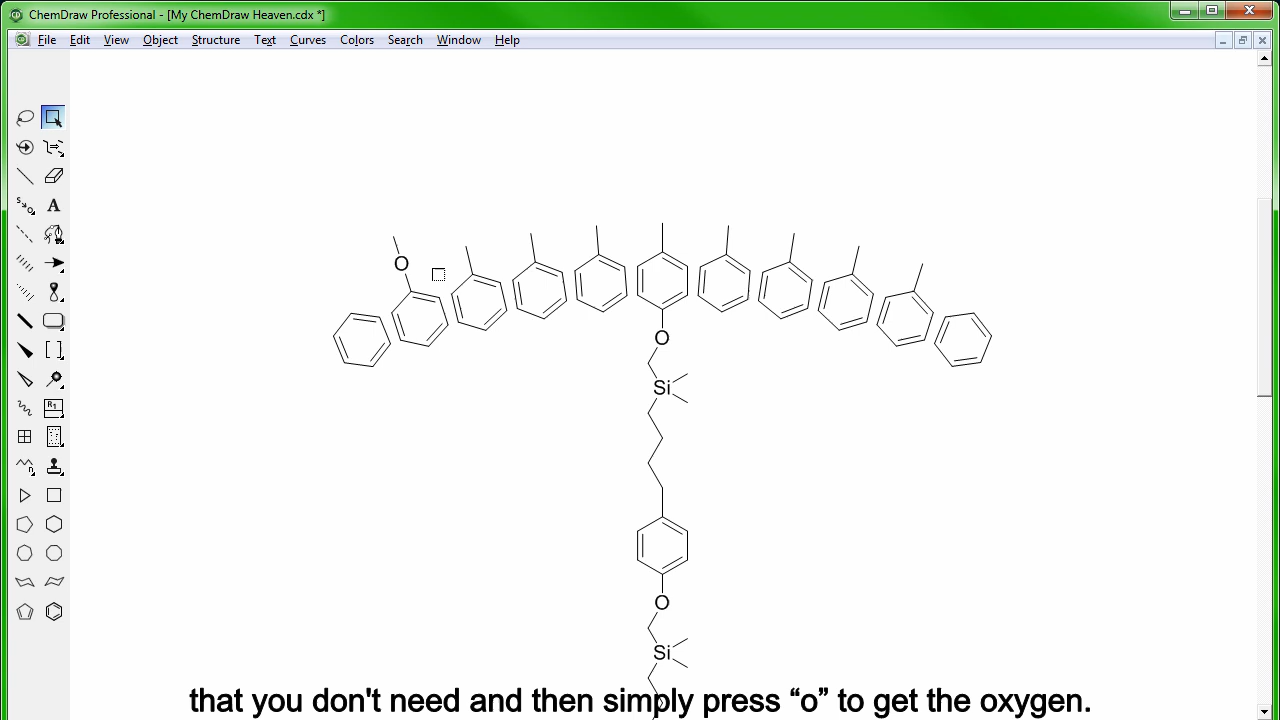 ChemDraw Professional - [My ChemDraw Heaven.cdx *]
File Edit View Object Structure Text Curves Colors Search Window Help
A
R1
O
O
Si
O
Si
that you don't need and then simply press “o” to get the oxygen.